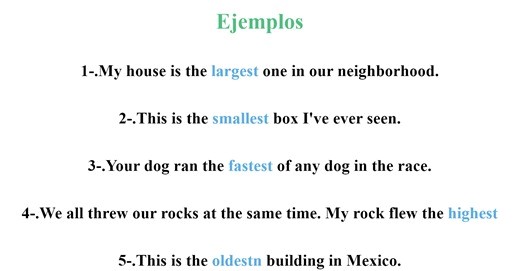 Ejemplos
1-.My house is the largest one in our neighborhood.
2-.This is the smallest box I've ever seen.
3-.Your dog ran the fastest of any dog in the race.
4-.We all threw our rocks at the same time. My rock flew the highest
5-.This is the oldestn building in Mexico.